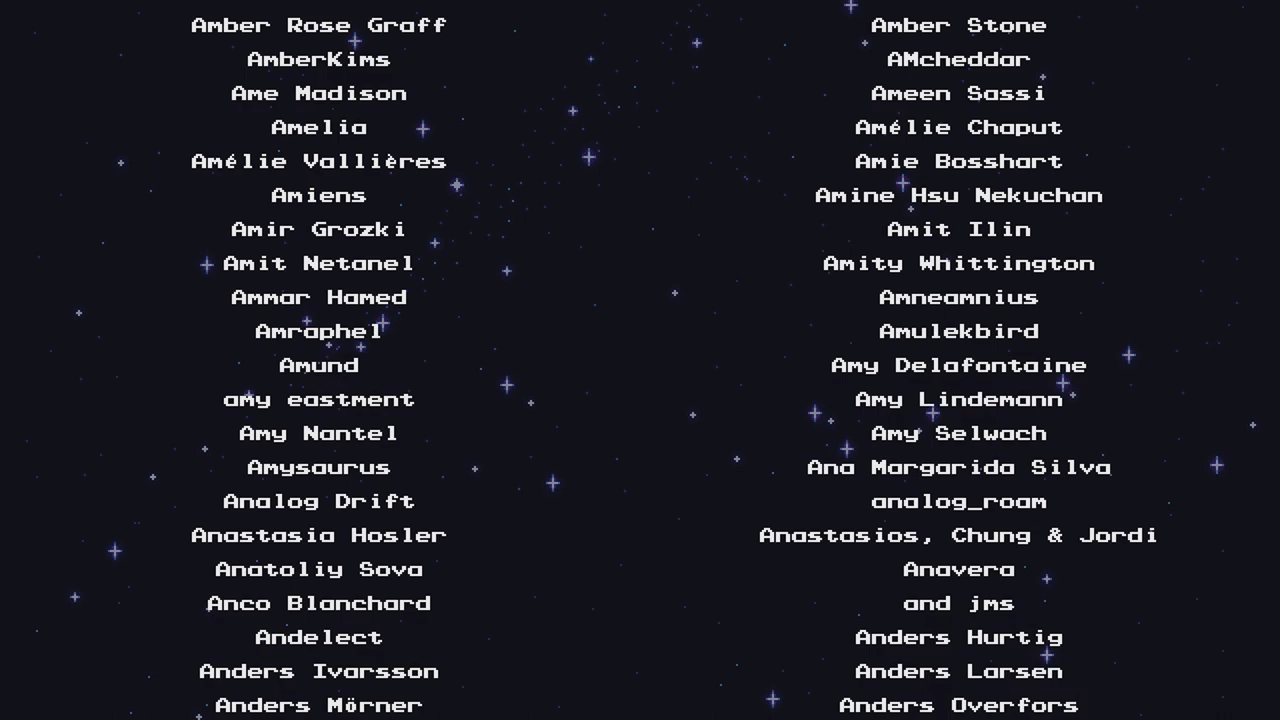 Amber Rose Graff
Amber Stone
AmberKims
AMcheddar
Ame Madison
Ameen Sassi
Amelia
Amélie Chaput
Amélie Vallières
Amie Bosshart
Amiens
Amine Hsu Nekuchan
Amir Grozki
Amit Ilin
Amit Netanel
Amity Whittington
Ammar Hamed
Amneamnius
Amraphel
Amulekbird
Amund
Amy Delafontaine
amy eastment
Amy Lindemann
Amy Nantel
Amy Selwach
Amysaurus
Ana Margarida Silva
Analog Drift
analog_roam
Anastasia Hosler
Anastasios, Chung & Jordi
Anatoliy Sova
Anavera
Anco Blanchard
and jms
Andelect
Anders Hurtig
Anders Ivarsson
Anders Larsen
Anders Mörner
Anders Overfors